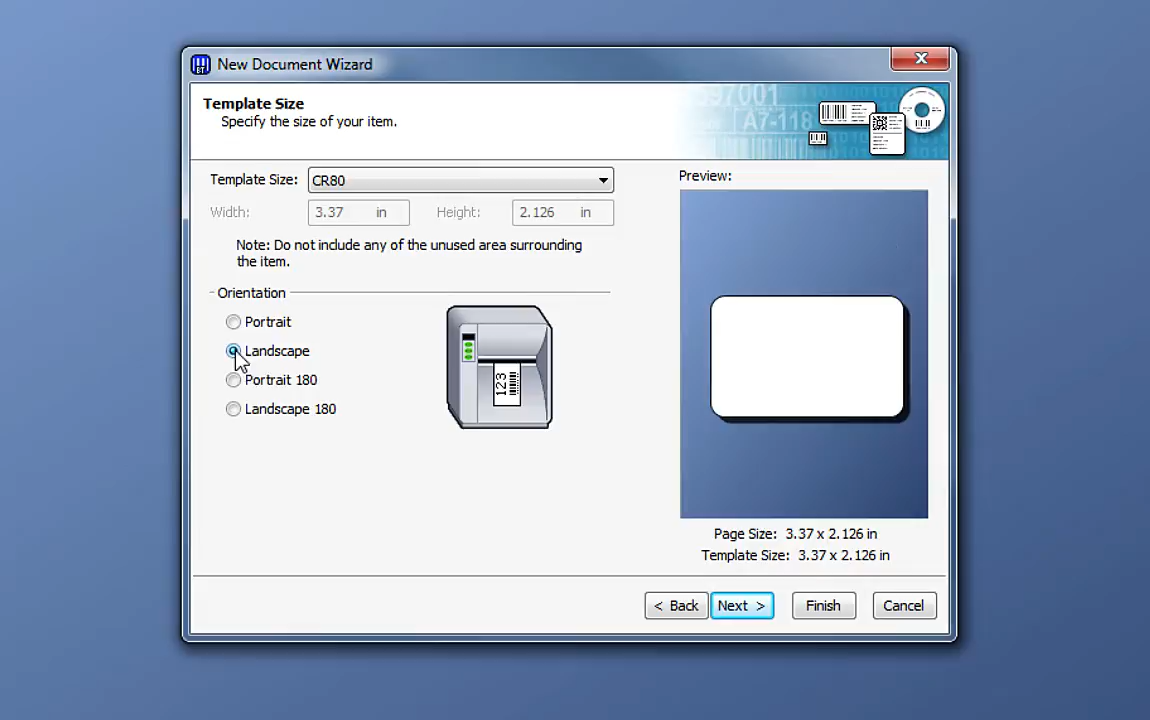 New Document Wizard
Template Size
Specify the size of your item.
A7-118
Template Size: CR80
Width: 3.37 in Height: 2.126 in
Note: Do not include any of the unused area surrounding
the item.
Orientation
Portrait
Landscape
Portrait 180
Landscape 180
123
Preview:
Page Size: 3.37 x 2.126 in
Template Size: 3.37 x 2.126 in
< Back
Next >
Finish
Cancel